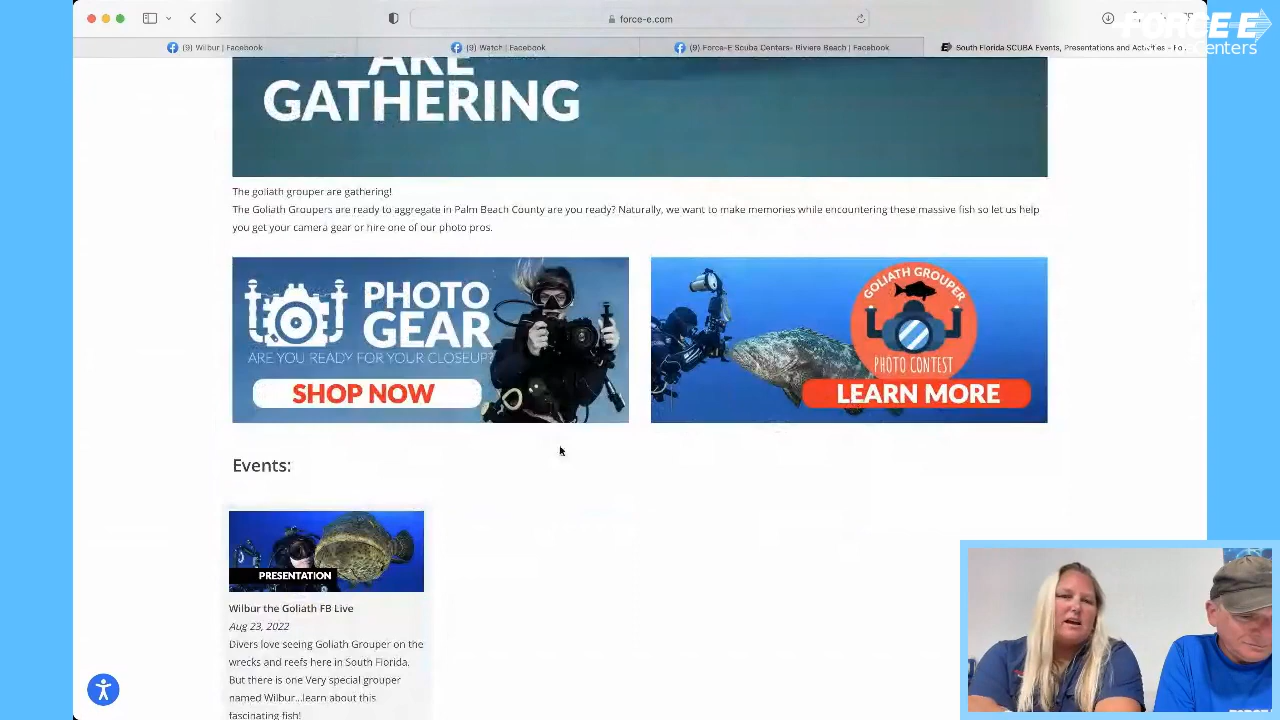 force-e.com
FORCE-E
Centers
(9) Wilbur | Facebook
(9) Watch | Facebook
(9) Force-E Scuba Centers- Riviere Beach | Facebook
South Florida SCUBA Events, Presentations and Activities - Fo
ARE
GATHERING
The goliath grouper are gathering!
The Goliath Groupers are ready to aggregate in Palm Beach County are you ready? Naturally, we want to make memories while encountering these massive fish so let us help
you get your camera gear or hire one of our photo pros.
PHOTO
GEAR
ARE YOU READY FOR YOUR CLOSEUP?
SHOP NOW
GOLIATH GROUPER
PHOTO CONTEST
LEARN MORE
Events:
PRESENTATION
Wilbur the Goliath FB Live
Aug 23, 2022
Divers love seeing Goliath Grouper on the
wrecks and reefs here in South Florida.
But there is one Very special grouper
named Wilbur...learn about this
fascinating fish!